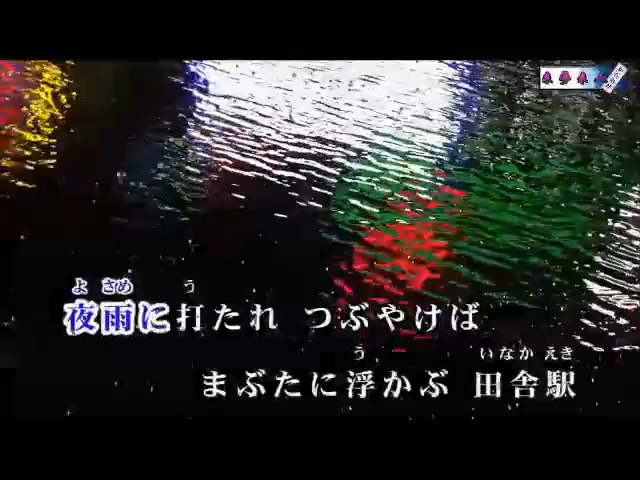 よ さめ う
夜雨に打たれ つぶやけば
う いなか えき
まぶたに浮かぶ 田舎駅